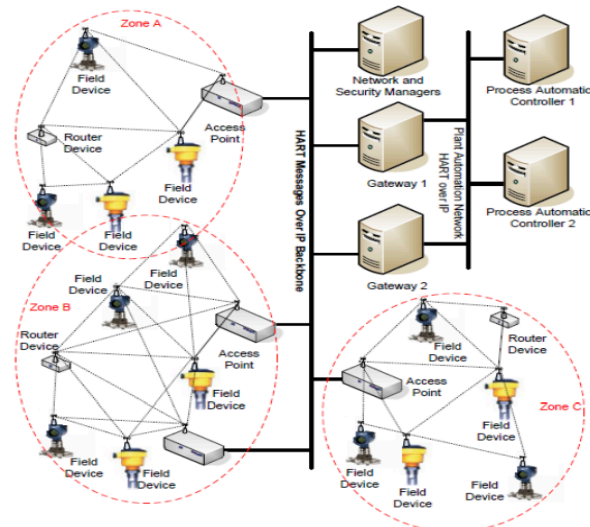 Zone A
Field
Device
Router
Device
Access
Point
Field
Device
Field
Device
Field
Device
Network and
Security Managers
Process Automatic
Controller 1
Gateway 1
Process Automatic
Controller 2
Gateway 2
HART Messages Over IP Backbone
Plant Automation Network
HART over IP
Zone B
Field
Device
Field
Device
Router
Device
Access
Point
Field
Device
Field
Device
Field
Device
Zone C
Field
Device
Router
Device
Access
Point
Field
Device
Field
Device
Field
Device
Field
Device